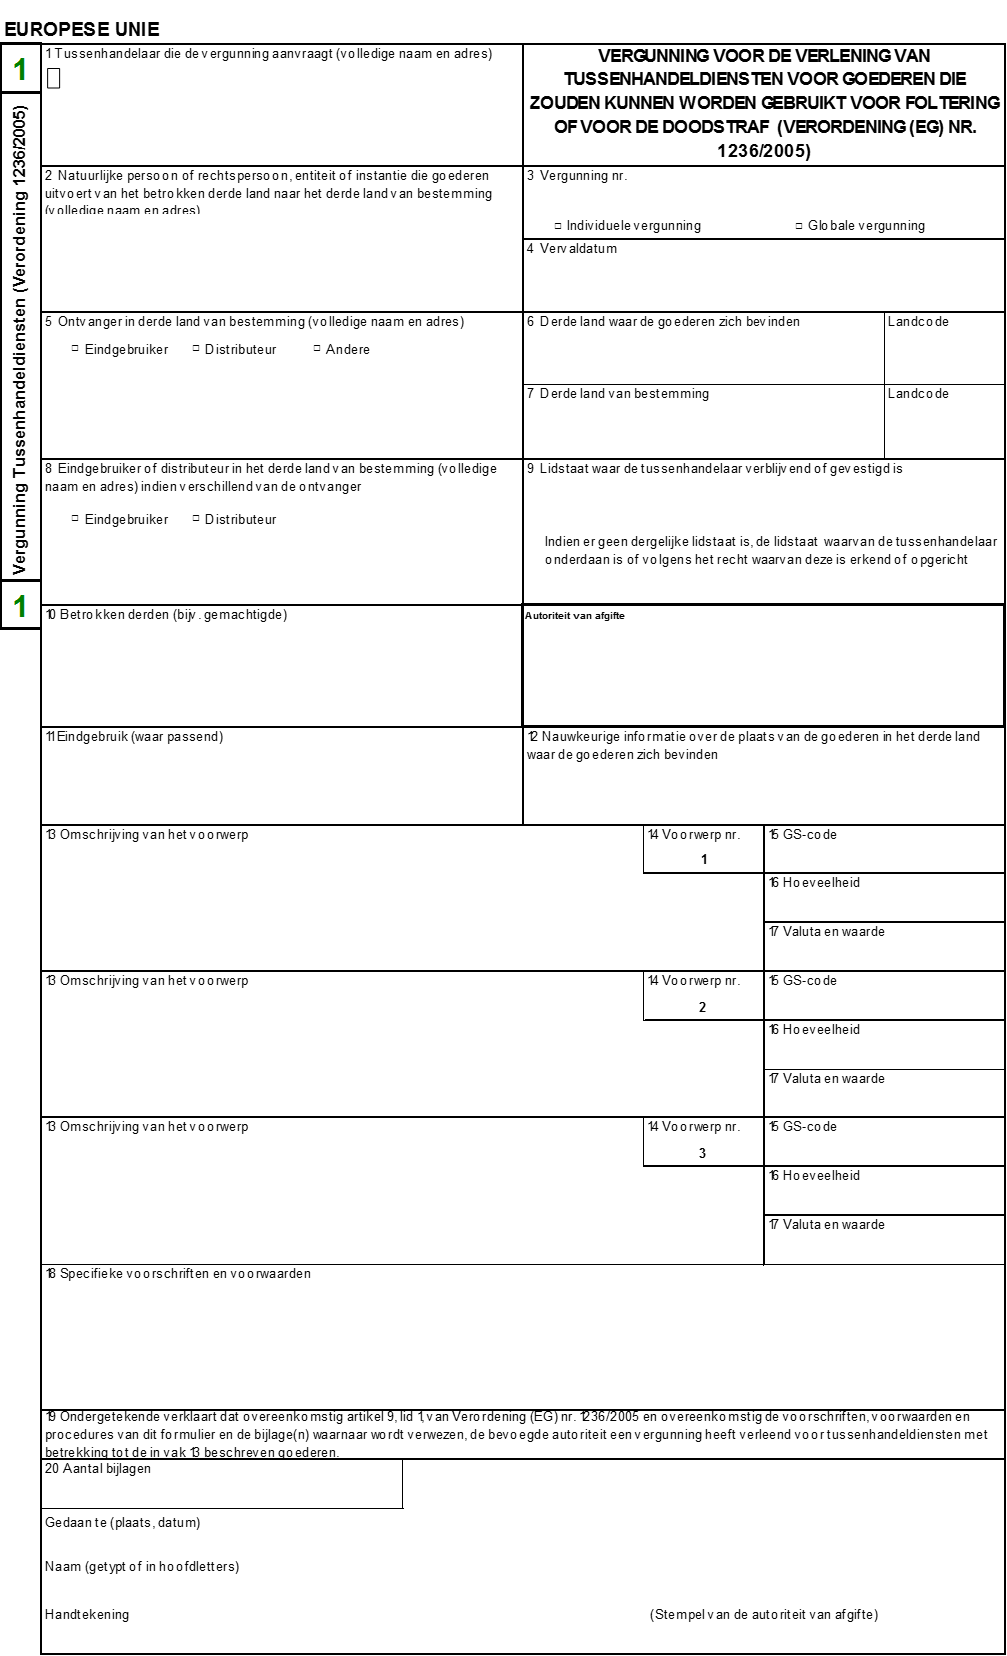 EUROPESE UNIE
1
Vergunning Tussenhandeldiensten (Verordening 1236/2005)
1
1 Tussenhandelaar die de vergunning aanvraagt (volledige naam en adres)
VERGUNNING VOOR DE VERLENING VAN
TUSSENHANDELDIENSTEN VOOR GOEDEREN DIE
ZOUDEN KUNNEN WORDEN GEBRUIKT VOOR FOLTERING
OF VOOR DE DOODSTRAF (VERORDENING (EG) NR.
1236/2005)
2 Natuurlijke persoon of rechtspersoon, entiteit of instantie die goederen
uitvoert van het betrokken derde land naar het derde land van bestemming
(volledige naam en adres)
3 Vergunning nr.
□ Individuele vergunning □ Globale vergunning
4 Vervaldatum
5 Ontvanger in derde land van bestemming (volledige naam en adres)
□ Eindgebruiker □ Distributeur □ Andere
6 Derde land waar de goederen zich bevinden
Landcode
7 Derde land van bestemming
Landcode
8 Eindgebruiker of distributeur in het derde land van bestemming (volledige
naam en adres) indien verschillend van de ontvanger
□ Eindgebruiker □ Distributeur
9 Lidstaat waar de tussenhandelaar verblijvend of gevestigd is
Indien er geen dergelijke lidstaat is, de lidstaat waarvan de tussenhandelaar
onderdaan is of volgens het recht waarvan deze is erkend of opgericht
10 Betrokken derden (bijv. gemachtigde)
Autoriteit van afgifte
11 Eindgebruik (waar passend)
12 Nauwkeurige informatie over de plaats van de goederen in het derde land
waar de goederen zich bevinden
13 Omschrijving van het voorwerp
14 Voorwerp nr.
1
15 GS-code
16 Hoeveelheid
17 Valuta en waarde
13 Omschrijving van het voorwerp
14 Voorwerp nr.
2
15 GS-code
16 Hoeveelheid
17 Valuta en waarde
13 Omschrijving van het voorwerp
14 Voorwerp nr.
3
15 GS-code
16 Hoeveelheid
17 Valuta en waarde
18 Specifieke voorschriften en voorwaarden
19 Ondergetekende verklaart dat overeenkomstig artikel 9, lid 1, van Verordening (EG) nr. 1236/2005 en overeenkomstig de voorschriften, voorwaarden en
procedures van dit formulier en de bijlage(n) waarnaar wordt verwezen, de bevoegde autoriteit een vergunning heeft verleend voor tussenhandeldiensten met
betrekking tot de in vak 13 beschreven goederen.
20 Aantal bijlagen
Gedaan te (plaats, datum)
Naam (getypt of in hoofdletters)
Handtekening
(Stempel van de autoriteit van afgifte)